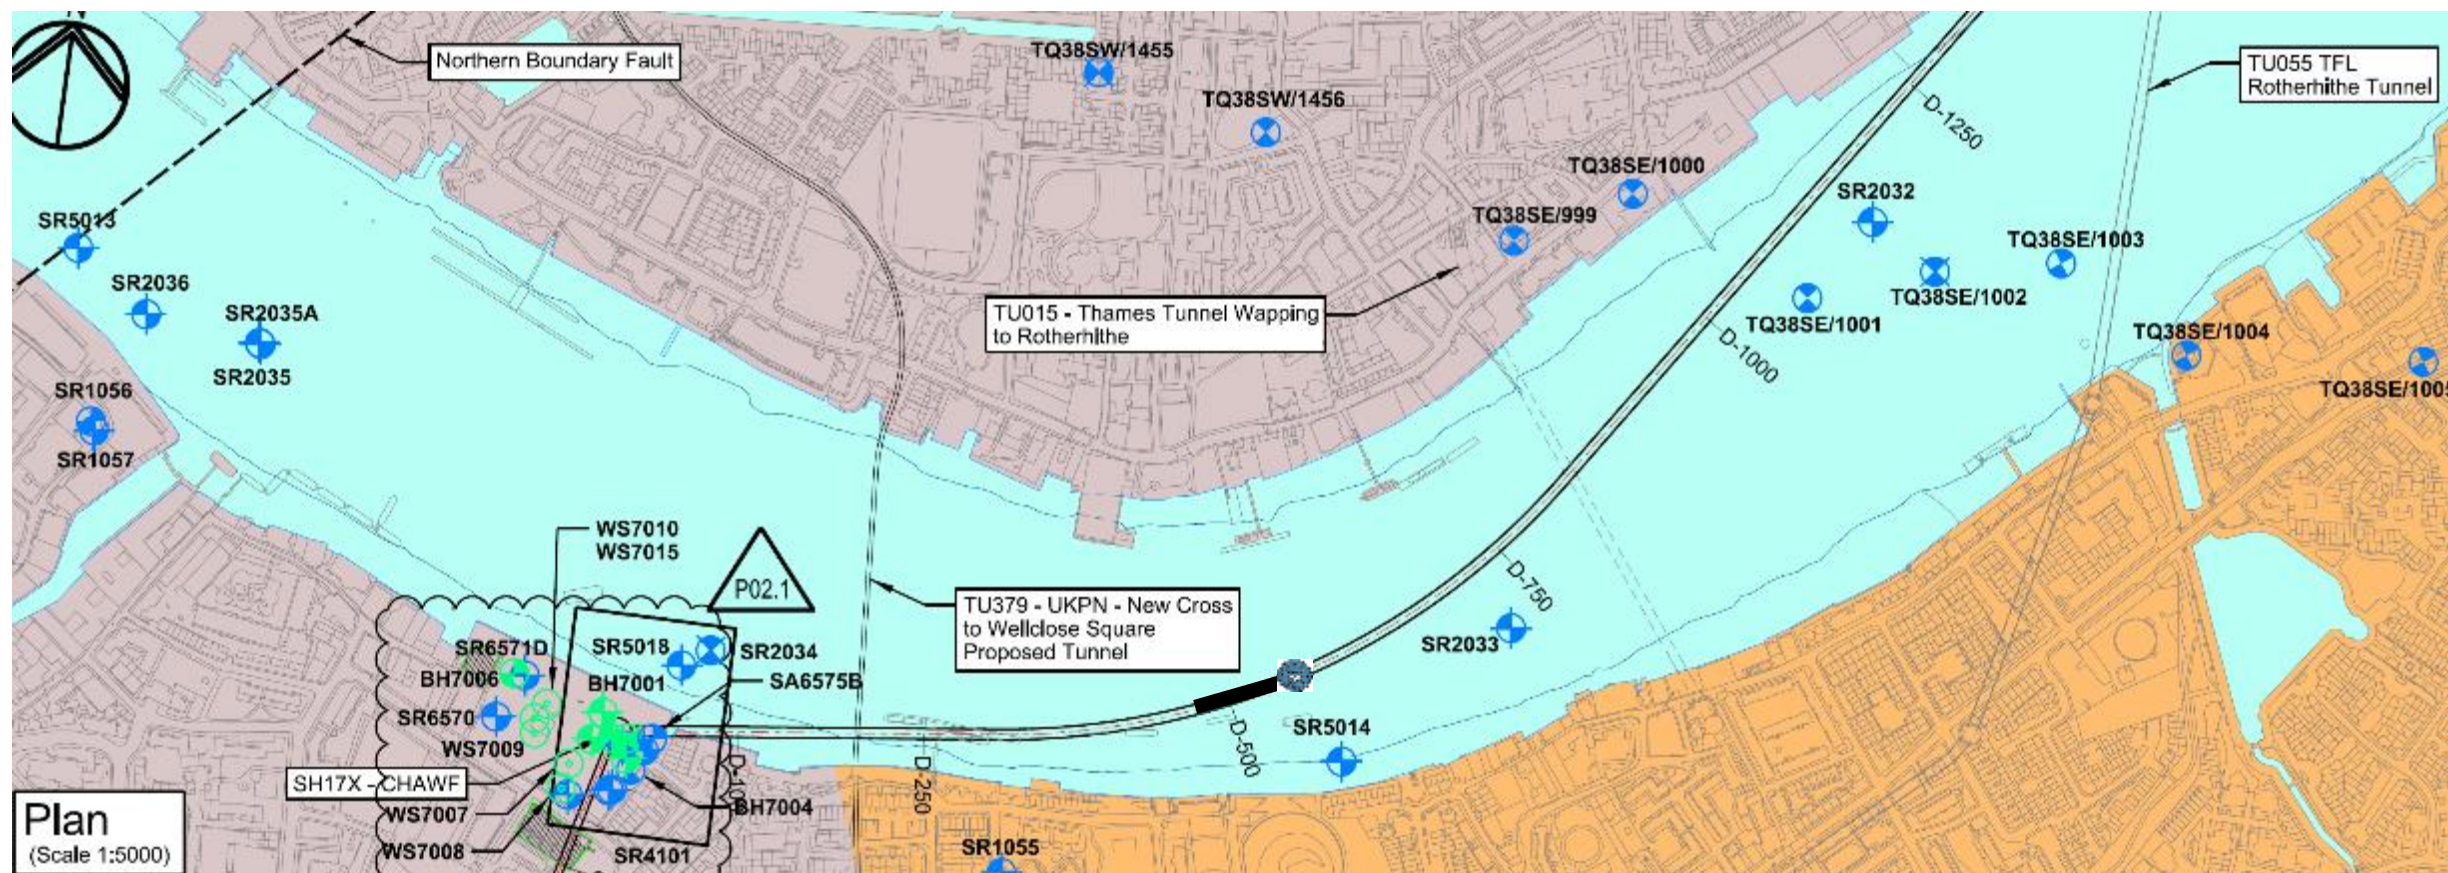 N
Northern Boundary Fault
TQ38SW/1455
TU055 TFL
Rotherhithe Tunnel
TQ38SW/1456
D-1250
TQ38SE/1000
SR2032
TQ38SE/999
SR5013
TQ38SE/1003
SR2036
TQ38SE/1002
SR2035A
TU015 - Thames Tunnel Wapping
to Rotherhithe
TQ38SE/1001
TQ38SE/1004
D-1000
SR2035
SR1056
TQ38SE/1005
SR1057
WS7010
WS7015
P02.1
D-750
TU379 - UKPN - New Cross
to Wellclose Square
Proposed Tunnel
SR6571D
SR5018
SR2034
SR2033
BH7006
BH7001
SA6575B
SR6570
WS7009
SR5014
D-500
SH17X - CHAWF
D-250
WS7007
BH7004
Plan
(Scale 1:5000)
WS7008
SR4101
SR1055